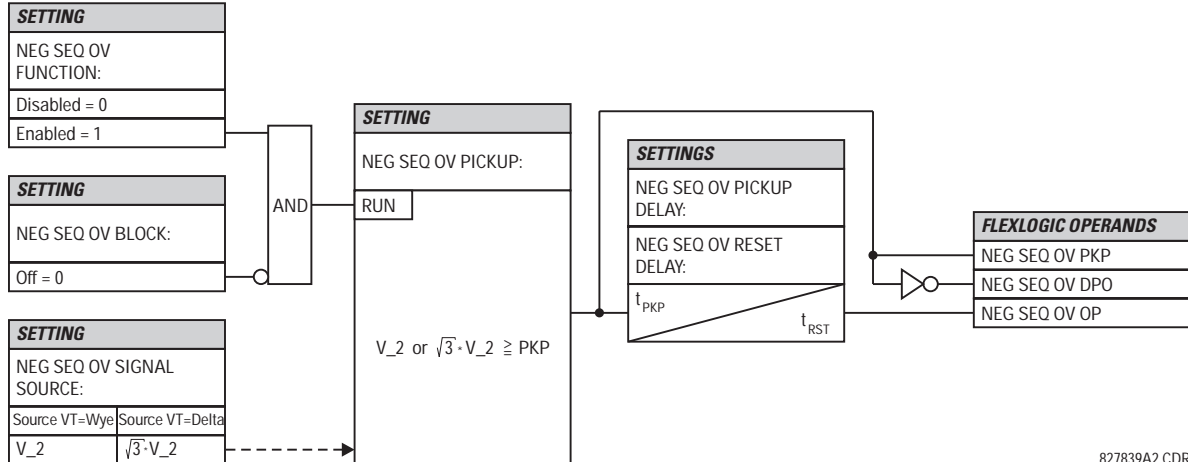 SETTING
NEG SEQ OV
FUNCTION:
Disabled = 0
Enabled = 1
SETTING
NEG SEQ OV BLOCK:
Off = 0
SETTING
NEG SEQ OV SIGNAL
SOURCE:
Source VT=Wye Source VT=Delta
V_2 √3·V_2
AND
SETTING
NEG SEQ OV PICKUP:
RUN
V_2 or √3·V_2 ≧ PKP
SETTINGS
NEG SEQ OV PICKUP
DELAY:
NEG SEQ OV RESET
DELAY:
tPKP
tRST
FLEXLOGIC OPERANDS
NEG SEQ OV PKP
NEG SEQ OV DPO
NEG SEQ OV OP
827839A2.CDR